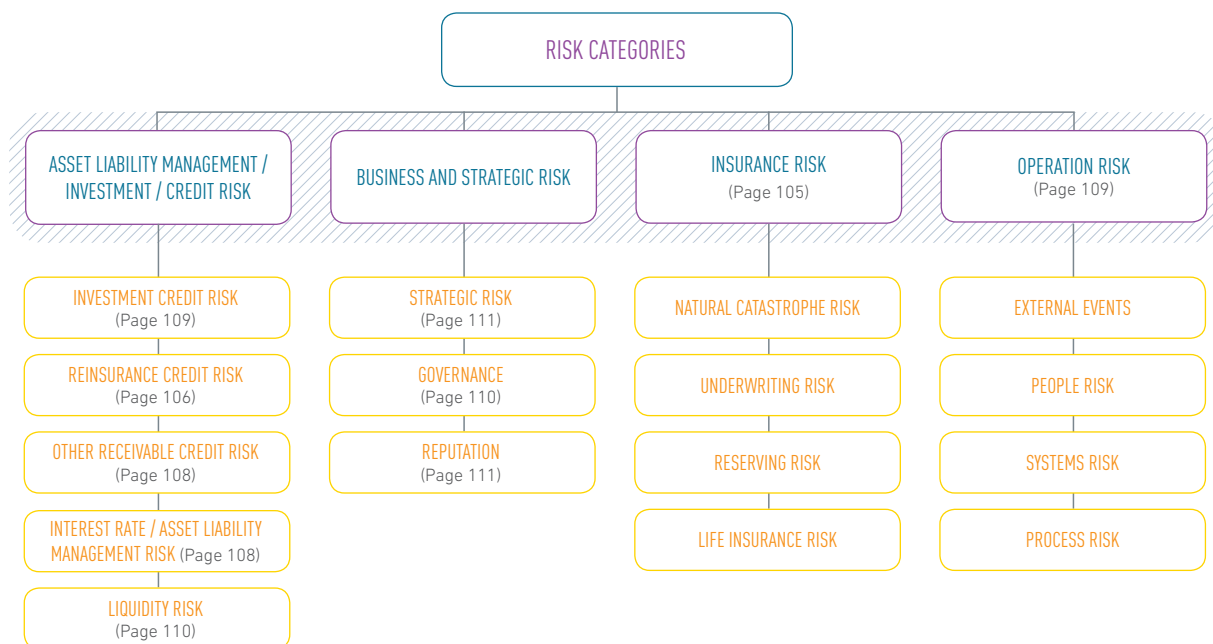 RISK CATEGORIES
ASSET LIABILITY MANAGEMENT /
INVESTMENT / CREDIT RISK
BUSINESS AND STRATEGIC RISK
INSURANCE RISK
(Page 105)
OPERATION RISK
(Page 109)
INVESTMENT CREDIT RISK
(Page 109)
REINSURANCE CREDIT RISK
(Page 106)
OTHER RECEIVABLE CREDIT RISK
(Page 108)
INTEREST RATE / ASSET LIABILITY
MANAGEMENT RISK (Page 108)
LIQUIDITY RISK
(Page 110)
STRATEGIC RISK
(Page 111)
GOVERNANCE
(Page 110)
REPUTATION
(Page 111)
NATURAL CATASTROPHE RISK
UNDERWRITING RISK
RESERVING RISK
LIFE INSURANCE RISK
EXTERNAL EVENTS
PEOPLE RISK
SYSTEMS RISK
PROCESS RISK